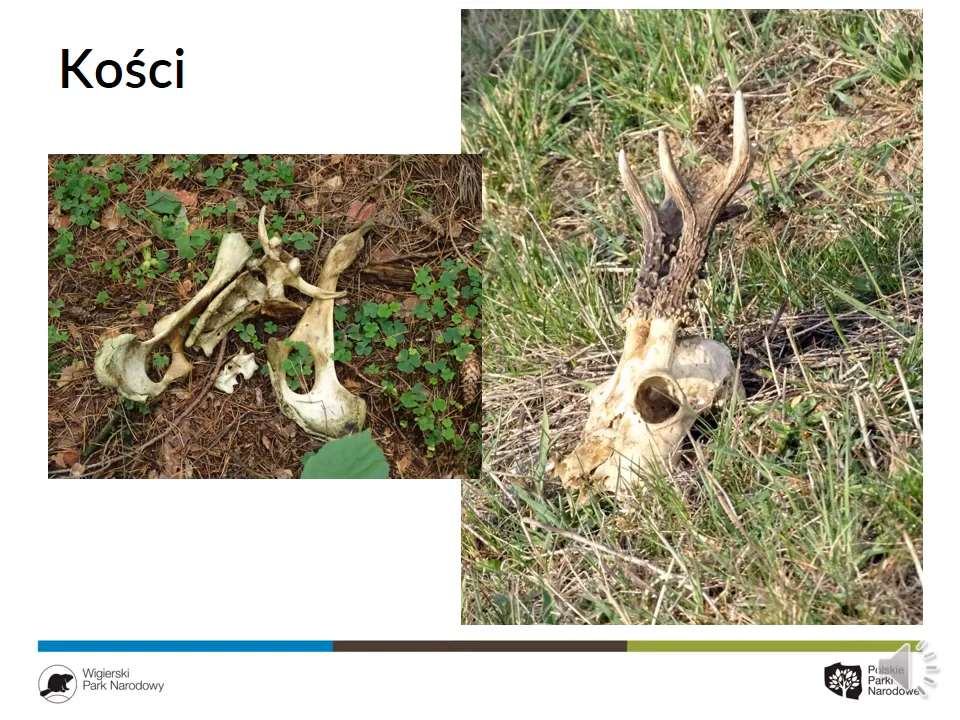 Kości
Wigierski
Park Narodowy
Polskie
Parki
Narodowe